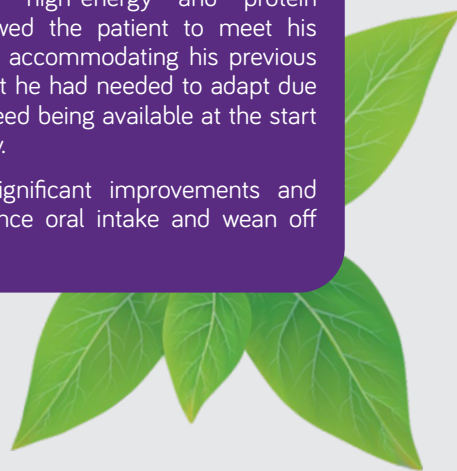 high-energy and protein
wed the patient to meet his
accommodating his previous
t he had needed to adapt due
eed being available at the start
y.
ignificant improvements and
nce oral intake and wean off